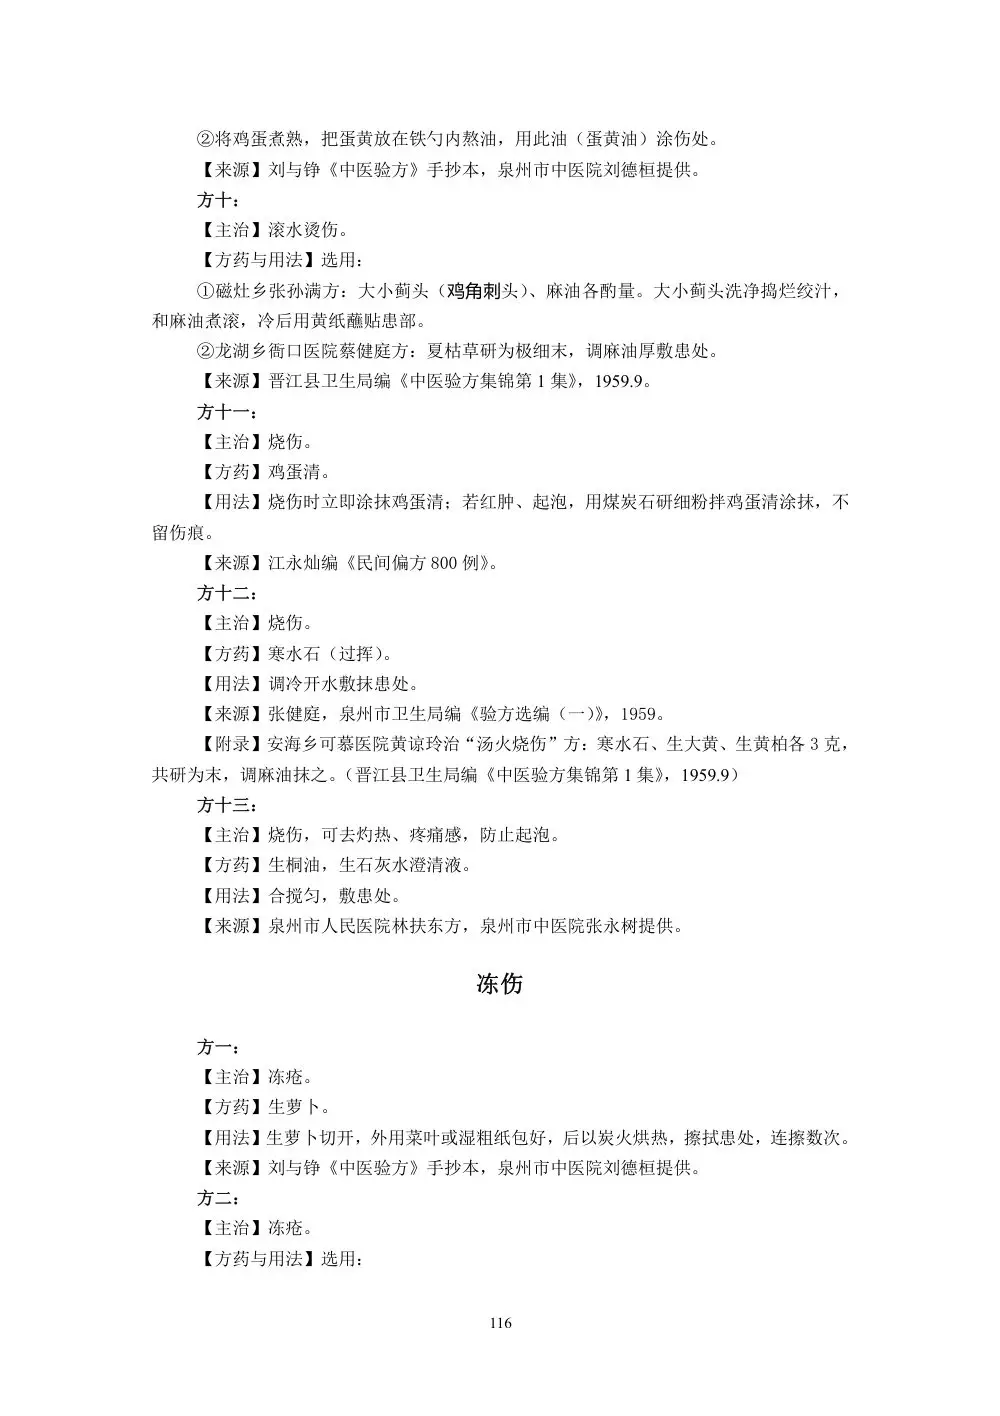 ②将鸡蛋煮熟，把蛋黄放在铁勺内熬油，用此油（蛋黄油）涂伤处。
【来源】刘与铮《中医验方》手抄本，泉州市中医院刘德桓提供。
方十：
【主治】滚水烫伤。
【方药与用法】选用：
①磁灶乡张孙满方：大小蓟头（鸡角刺头）、麻油各酌量。大小蓟头洗净捣烂绞汁，
和麻油煮滚，冷后用黄纸蘸贴患部。
②龙湖乡衙口医院蔡健庭方：夏枯草研为极细末，调麻油厚敷患处。
【来源】晋江县卫生局编《中医验方集锦第 1 集》，1959.9。
方十一：
【主治】烧伤。
【方药】鸡蛋清。
【用法】烧伤时立即涂抹鸡蛋清；若红肿、起泡，用煤炭石研细粉拌鸡蛋清涂抹，不
留伤痕。
【来源】江永灿编《民间偏方 800 例》。
方十二：
【主治】烧伤。
【方药】寒水石（过挥）。
【用法】调冷开水敷抹患处。
【来源】张健庭，泉州市卫生局编《验方选编（一）》，1959。
【附录】安海乡可慕医院黄谅玲治“汤火烧伤”方：寒水石、生大黄、生黄柏各 3 克，
共研为末，调麻油抹之。（晋江县卫生局编《中医验方集锦第 1 集》，1959.9）
方十三：
【主治】烧伤，可去灼热、疼痛感，防止起泡。
【方药】生桐油，生石灰水澄清液。
【用法】合搅匀，敷患处。
【来源】泉州市人民医院林扶东方，泉州市中医院张永树提供。
冻伤
方一：
【主治】冻疮。
【方药】生萝卜。
【用法】生萝卜切开，外用菜叶或湿粗纸包好，后以炭火烘热，擦拭患处，连擦数次。
【来源】刘与铮《中医验方》手抄本，泉州市中医院刘德桓提供。
方二：
【主治】冻疮。
【方药与用法】选用：
116